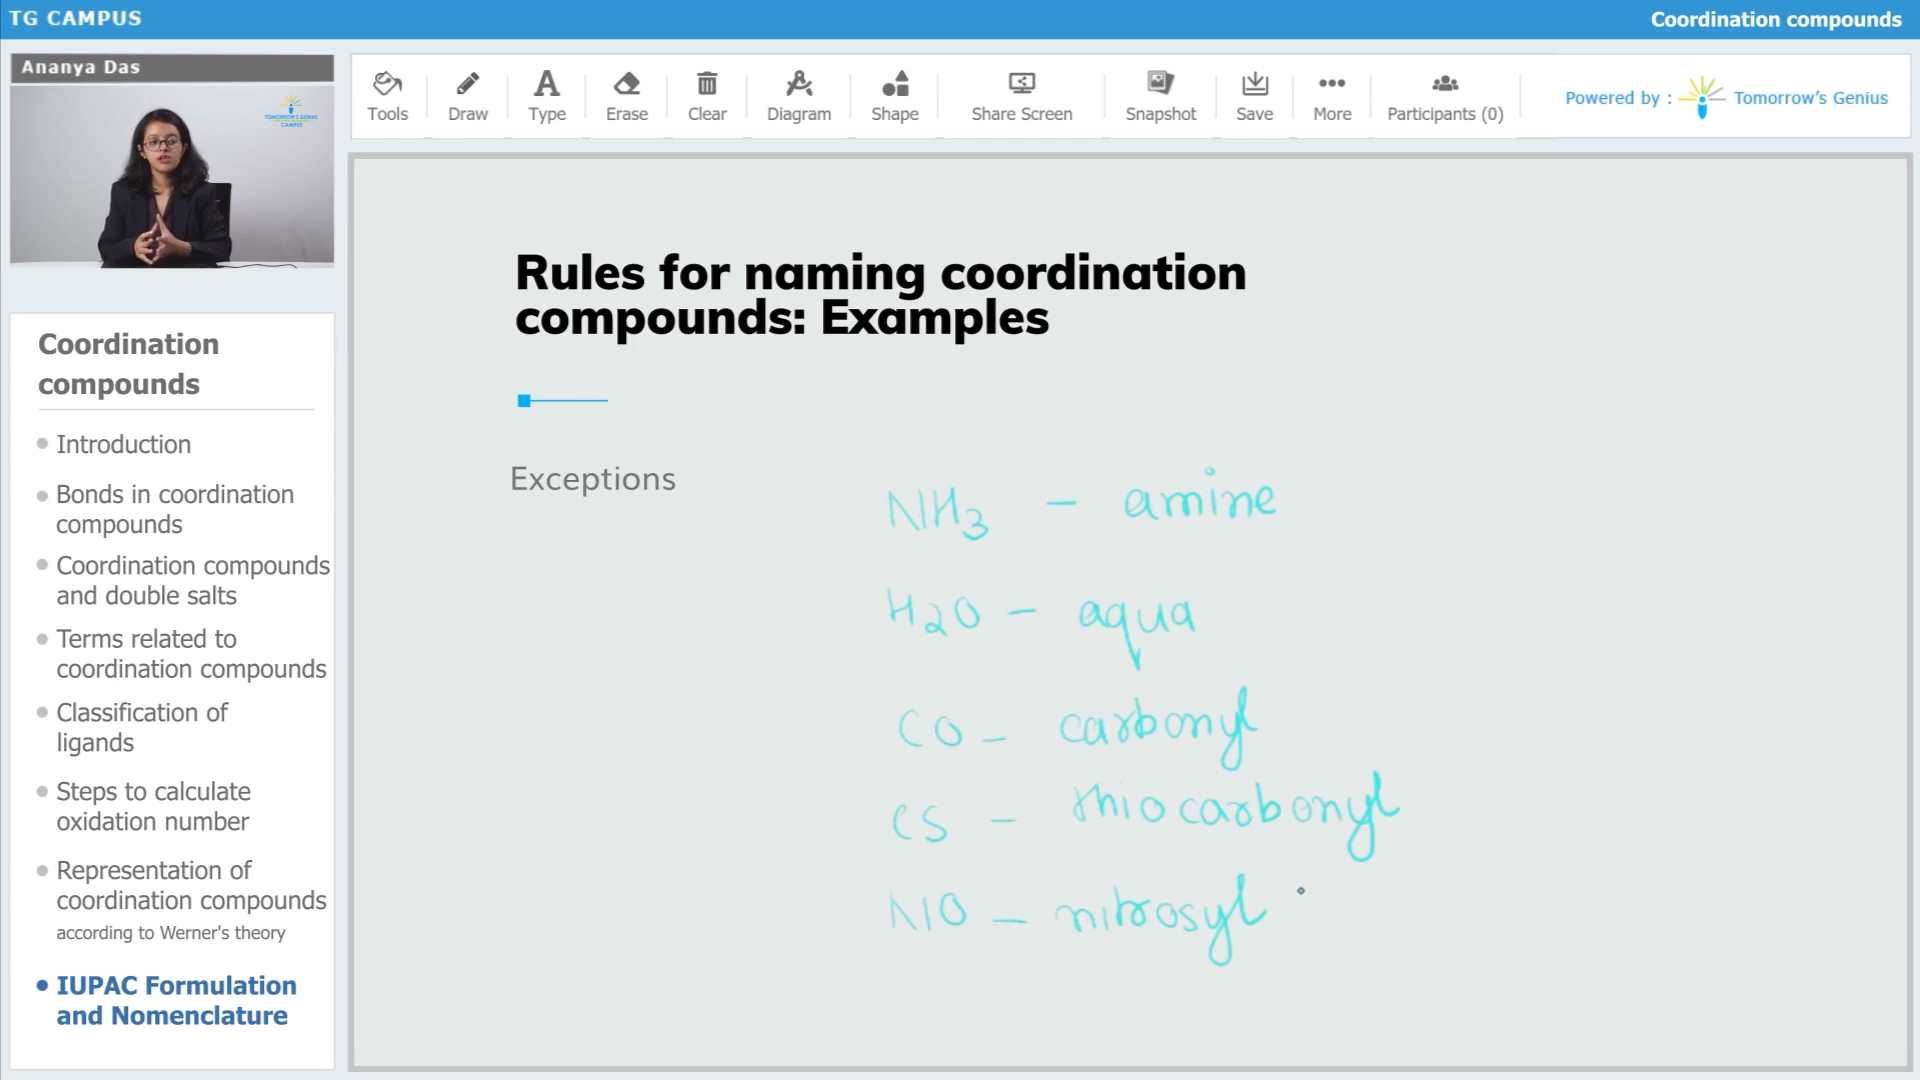 TG CAMPUS
Coordination compounds
Ananya Das
TOMORROW'S GENIUS
CAMPUS
Tools
Draw
Type
Erase
Clear
Diagram
Shape
Share Screen
Snapshot
Save
More
Participants (0)
Powered by : Tomorrow's Genius
Coordination
compounds
Introduction
Bonds in coordination
compounds
Coordination compounds
and double salts
Terms related to
coordination compounds
Classification of
ligands
Steps to calculate
oxidation number
Representation of
coordination compounds
according to Werner's theory
IUPAC Formulation
and Nomenclature
Rules for naming coordination
compounds: Examples
Exceptions
NH3 – amine
H2O – aqua
CO – carbonyl
CS – thiocarbonyl
NO – nitrosyl